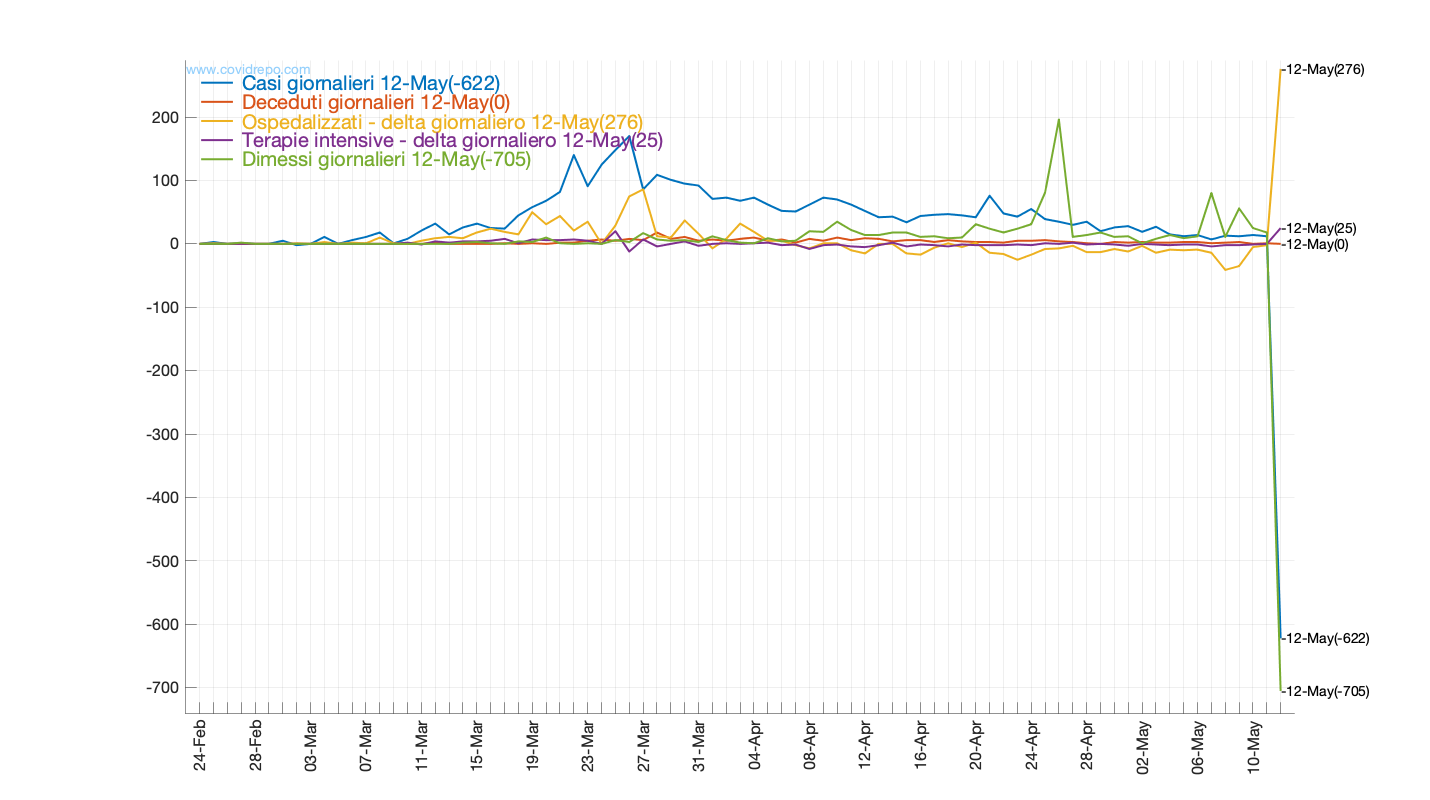 www.covidrepo.com
Casi giornalieri 12-May(-622)
Deceduti giornalieri 12-May(0)
Ospedalizzati - delta giornaliero 12-May(276)
Terapie intensive - delta giornaliero 12-May(25)
Dimessi giornalieri 12-May(-705)
-12-May(276)
-12-May(25)
-12-May(0)
-12-May(-622)
-12-May(-705)
200
100
0
-100
-200
-300
-400
-500
-600
-700
24-Feb
28-Feb
03-Mar
07-Mar
11-Mar
15-Mar
19-Mar
23-Mar
27-Mar
31-Mar
04-Apr
08-Apr
12-Apr
16-Apr
20-Apr
24-Apr
28-Apr
02-May
06-May
10-May